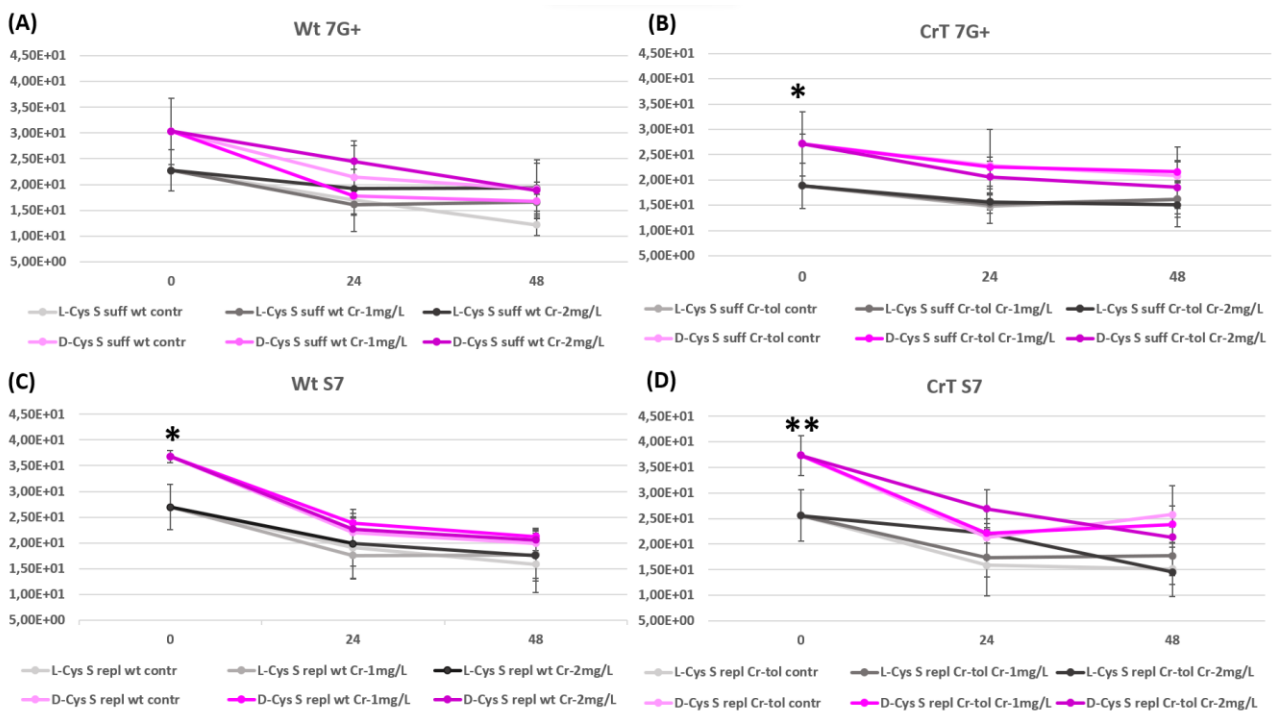 (A)
Wt 7G+
4,50E+01
4,00E+01
3,50E+01
3,00E+01
2,50E+01
2,00E+01
1,50E+01
1,00E+01
5,00E+00
0 24 48
L-Cys S suff wt contr L-Cys S suff wt Cr-1mg/L L-Cys S suff wt Cr-2mg/L
D-Cys S suff wt contr D-Cys S suff wt Cr-1mg/L D-Cys S suff wt Cr-2mg/L
(B)
CrT 7G+
4,50E+01
4,00E+01
3,50E+01
*
3,00E+01
2,50E+01
2,00E+01
1,50E+01
1,00E+01
5,00E+00
0 24 48
L-Cys S suff Cr-tol contr L-Cys S suff Cr-tol Cr-1mg/L L-Cys S suff Cr-tol Cr-2mg/L
D-Cys S suff Cr-tol contr D-Cys S suff Cr-tol Cr-1mg/L D-Cys S suff Cr-tol Cr-2mg/L
(C)
Wt S7
4,50E+01
4,00E+01
*
3,50E+01
3,00E+01
2,50E+01
2,00E+01
1,50E+01
1,00E+01
5,00E+00
0 24 48
L-Cys S repl wt contr L-Cys S repl wt Cr-1mg/L L-Cys S repl wt Cr-2mg/L
D-Cys S repl wt contr D-Cys S repl wt Cr-1mg/L D-Cys S repl wt Cr-2mg/L
(D)
CrT S7
4,50E+01
**
4,00E+01
3,50E+01
3,00E+01
2,50E+01
2,00E+01
1,50E+01
1,00E+01
5,00E+00
0 24 48
L-Cys S repl Cr-tol contr L-Cys S repl Cr-tol Cr-1mg/L L-Cys S repl Cr-tol Cr-2mg/L
D-Cys S repl Cr-tol contr D-Cys S repl Cr-tol Cr-1mg/L D-Cys S repl Cr-tol Cr-2mg/L